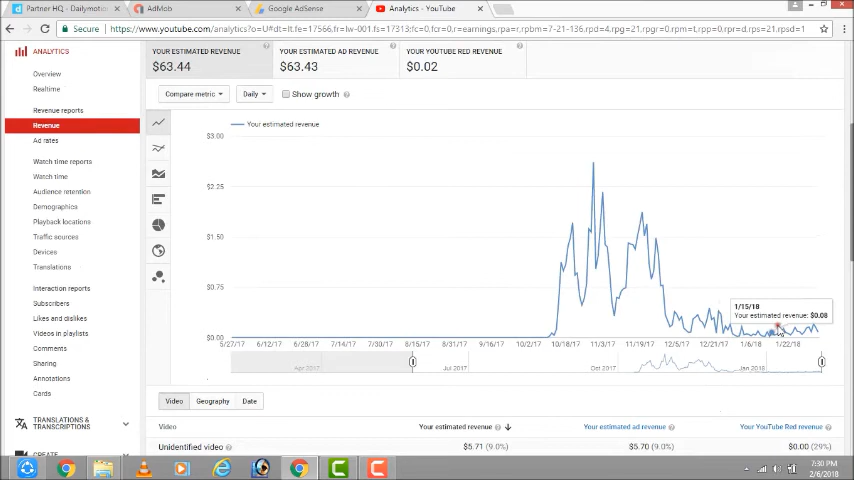 Partner HQ - Dailymotion
AdMob
Google AdSense
Analytics - YouTube
Secure
https://www.youtube.com/analytics?o=U#dt=lt,fe=17566,fr=lw-001,fs=17313;fc=0,fcr=0,r=earnings,rpa=r,rpm=7-21-136,rpd=4,rpg=21,rpgr=0,rpm=t,rpp=0,rpr=d,rps=21,rpsd=1
ANALYTICS
Overview
Realtime
Revenue reports
Revenue
Ad rates
Watch time reports
Watch time
Audience retention
Demographics
Playback locations
Traffic sources
Devices
Translations
Interaction reports
Subscribers
Likes and dislikes
Videos in playlists
Comments
Sharing
Annotations
Cards
TRANSLATIONS &
TRANSCRIPTIONS
CREATE
YOUR ESTIMATED REVENUE
$63.44
YOUR ESTIMATED AD REVENUE
$63.43
YOUR YOUTUBE RED REVENUE
$0.02
Compare metric
Daily
Show growth
Your estimated revenue
$3.00
$2.25
$1.50
$0.75
$0.00
1/15/18
Your estimated revenue: $0.08
5/27/17 6/12/17 6/28/17 7/14/17 7/30/17 8/15/17 8/31/17 9/16/17 10/2/17 10/18/17 11/3/17 11/19/17 12/5/17 12/21/17 1/6/18 1/22/18
Apr 2017 Jul 2017 Oct 2017 Jan 2018
Video Geography Date
Video Your estimated revenue Your estimated ad revenue Your YouTube Red revenue
Unidentified video $5.71 (9.0%) $5.70 (9.0%) $0.00 (29%)
7:30 PM
2/6/2018